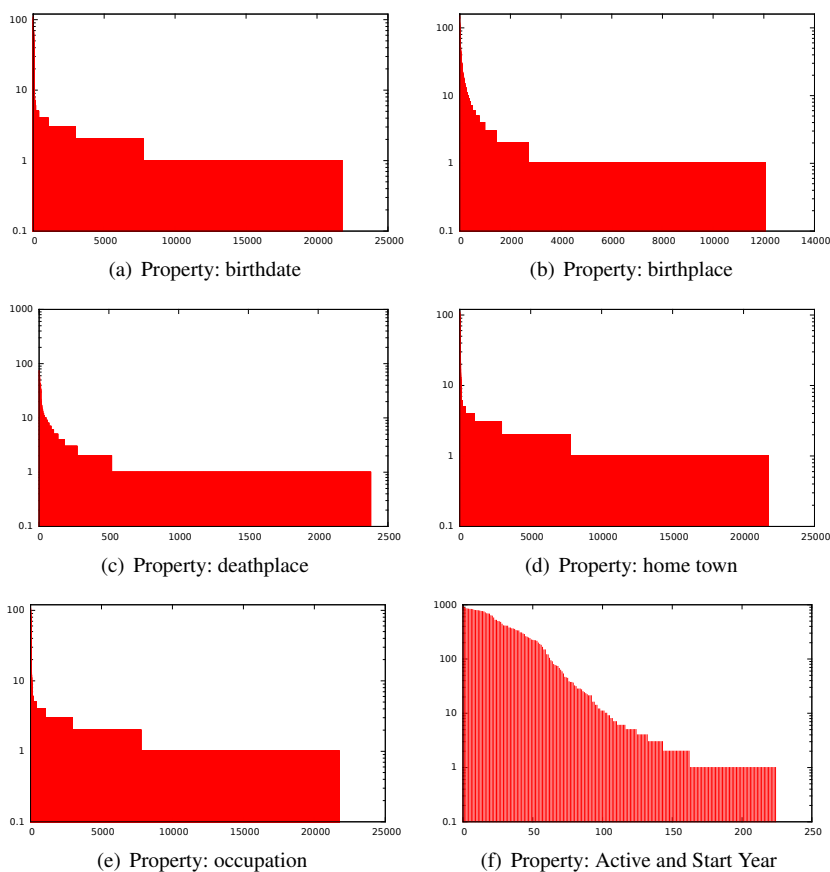 100
10
1
0.1
0 5000 10000 15000 20000 25000
(a) Property: birthdate
100
10
1
0.1
0 2000 4000 6000 8000 10000 12000 14000
(b) Property: birthplace
1000
100
10
1
0.1
0 500 1000 1500 2000 2500
(c) Property: deathplace
100
10
1
0.1
0 5000 10000 15000 20000 25000
(d) Property: home town
100
10
1
0.1
0 5000 10000 15000 20000 25000
(e) Property: occupation
1000
100
10
1
0.1
0 50 100 150 200 250
(f) Property: Active and Start Year